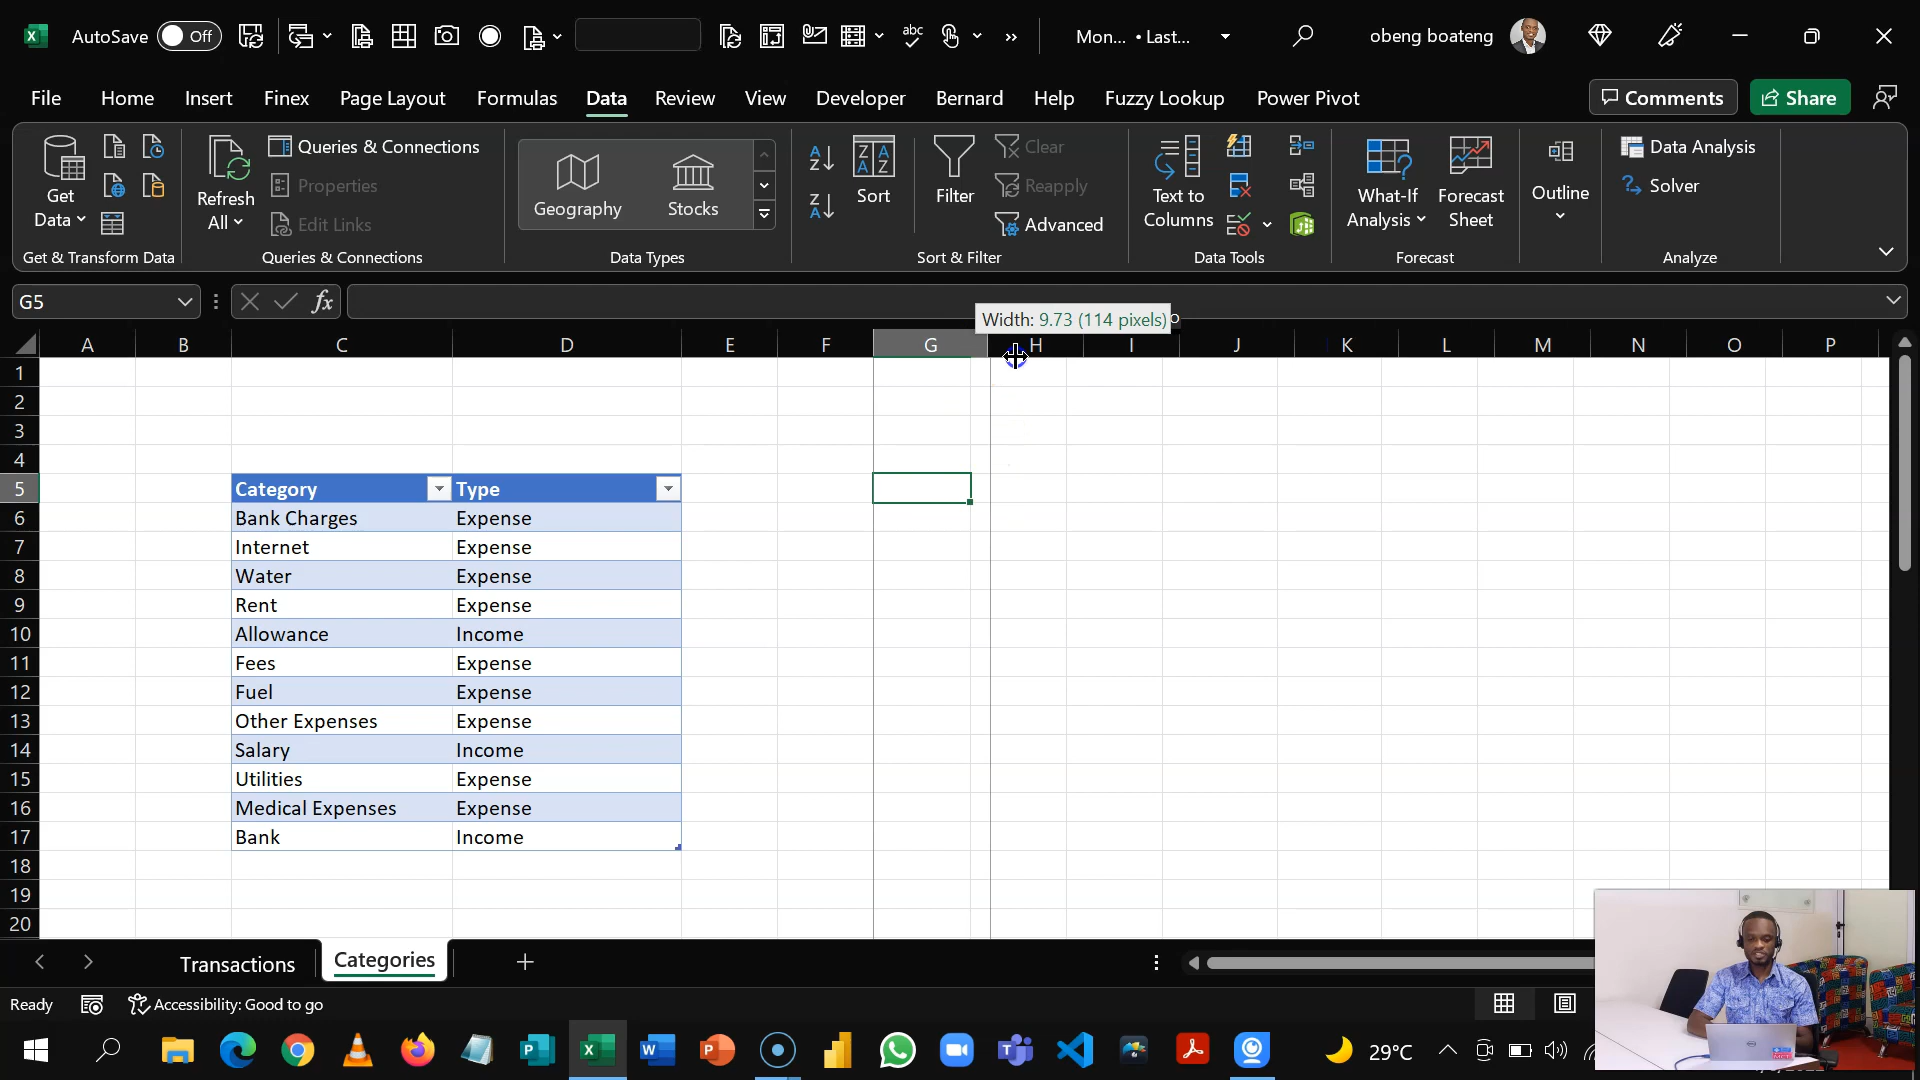 AutoSave Off
Mon... • Last...
obeng boateng
File Home Insert Finex Page Layout Formulas Data Review View Developer Bernard Help Fuzzy Lookup Power Pivot
Comments Share
Get Data
Refresh All
Queries & Connections
Properties
Edit Links
Geography
Stocks
Sort
Filter
Clear
Reapply
Advanced
Text to Columns
What-If Analysis
Forecast Sheet
Outline
Data Analysis
Solver
Get & Transform Data Queries & Connections Data Types Sort & Filter Data Tools Forecast Analyze
G5
fx
Width: 9.73 (114 pixels)
A B C D E F G H I J K L M N O P
1
2
3
4
5 Category Type
6 Bank Charges Expense
7 Internet Expense
8 Water Expense
9 Rent Expense
10 Allowance Income
11 Fees Expense
12 Fuel Expense
13 Other Expenses Expense
14 Salary Income
15 Utilities Expense
16 Medical Expenses Expense
17 Bank Income
18
19
20
Transactions Categories
Ready Accessibility: Good to go
29°C